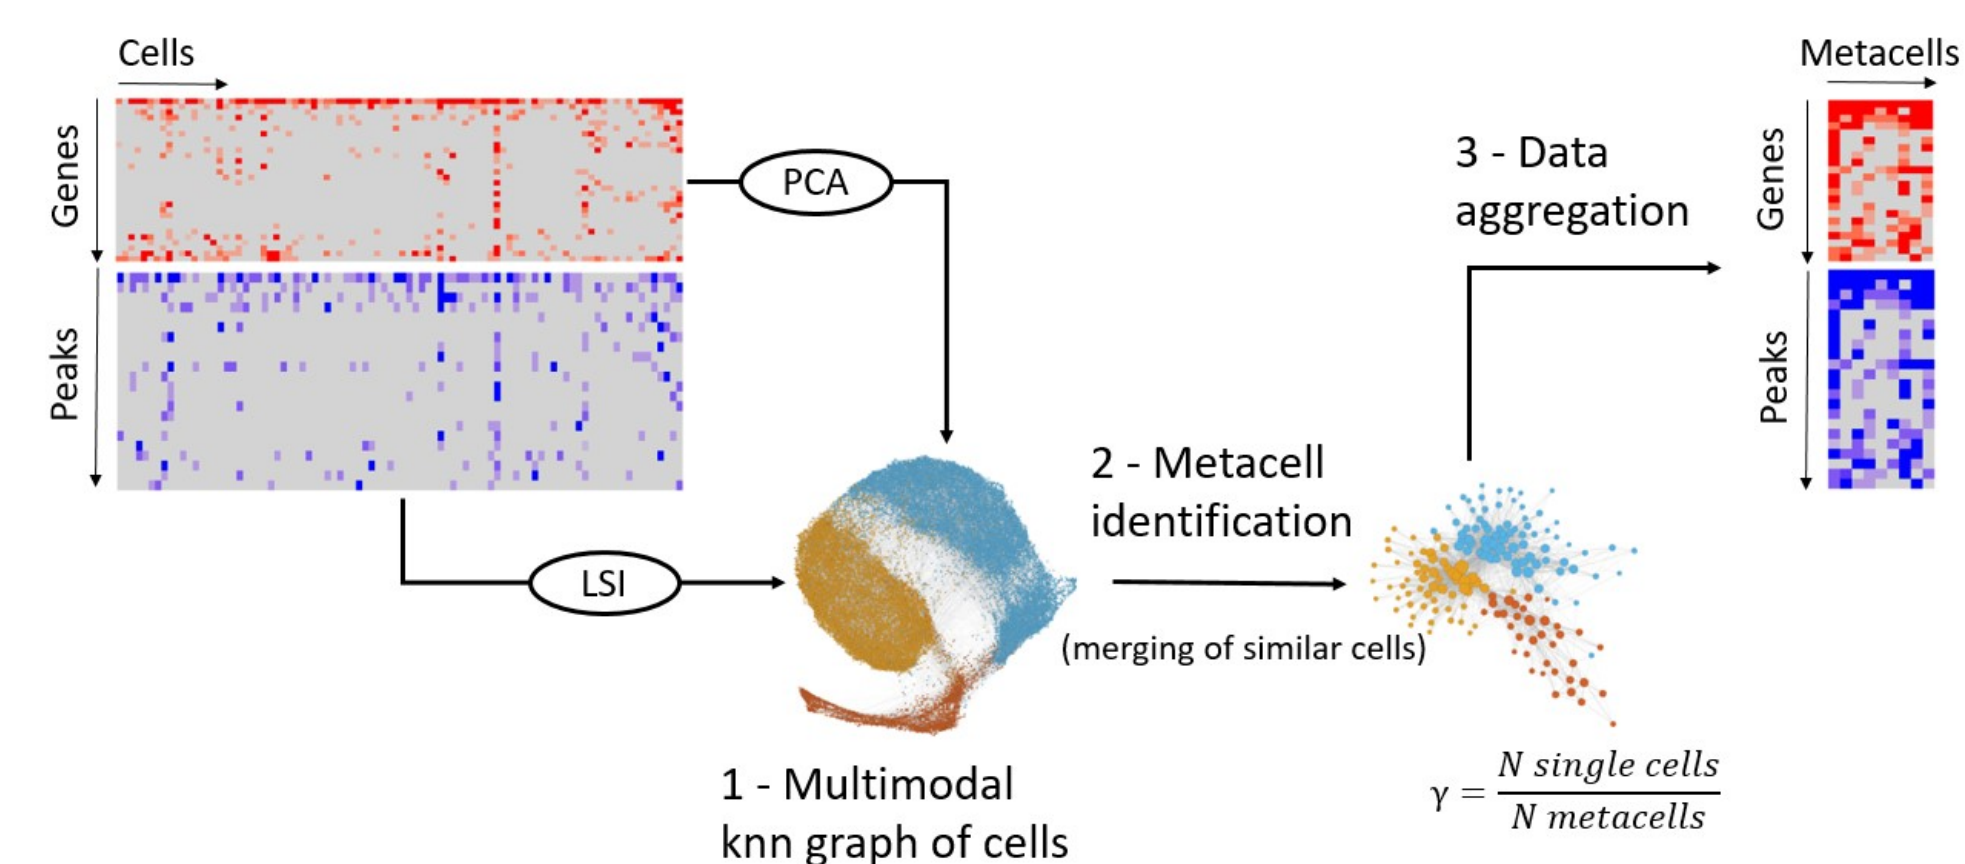 Cells
Genes
Peaks
PCA
LSI
1 - Multimodal
knn graph of cells
2 - Metacell
identification
(merging of similar cells)
γ = N single cells / N metacells
3 - Data
aggregation
Metacells
Genes
Peaks